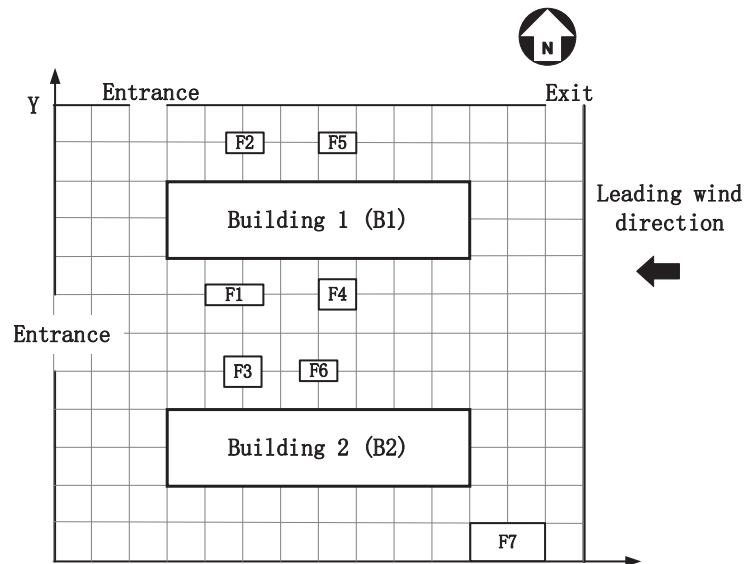 N
Y
Entrance
Exit
F2
F5
Leading wind
direction
Building 1 (B1)
F1
F4
Entrance
F3
F6
Building 2 (B2)
F7